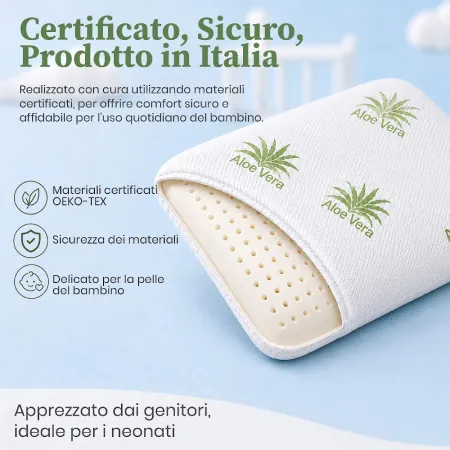 Certificato, Sicuro,
Prodotto in Italia
Realizzato con cura utilizzando materiali
certificati, per offrire comfort sicuro e
affidabile per l'uso quotidiano del bambino.
Materiali certificati
OEKO-TEX
Sicurezza dei materiali
Delicato per la pelle
del bambino
Aloe Vera
Aloe Vera
Aloe Vera
Apprezzato dai genitori,
ideale per i neonati